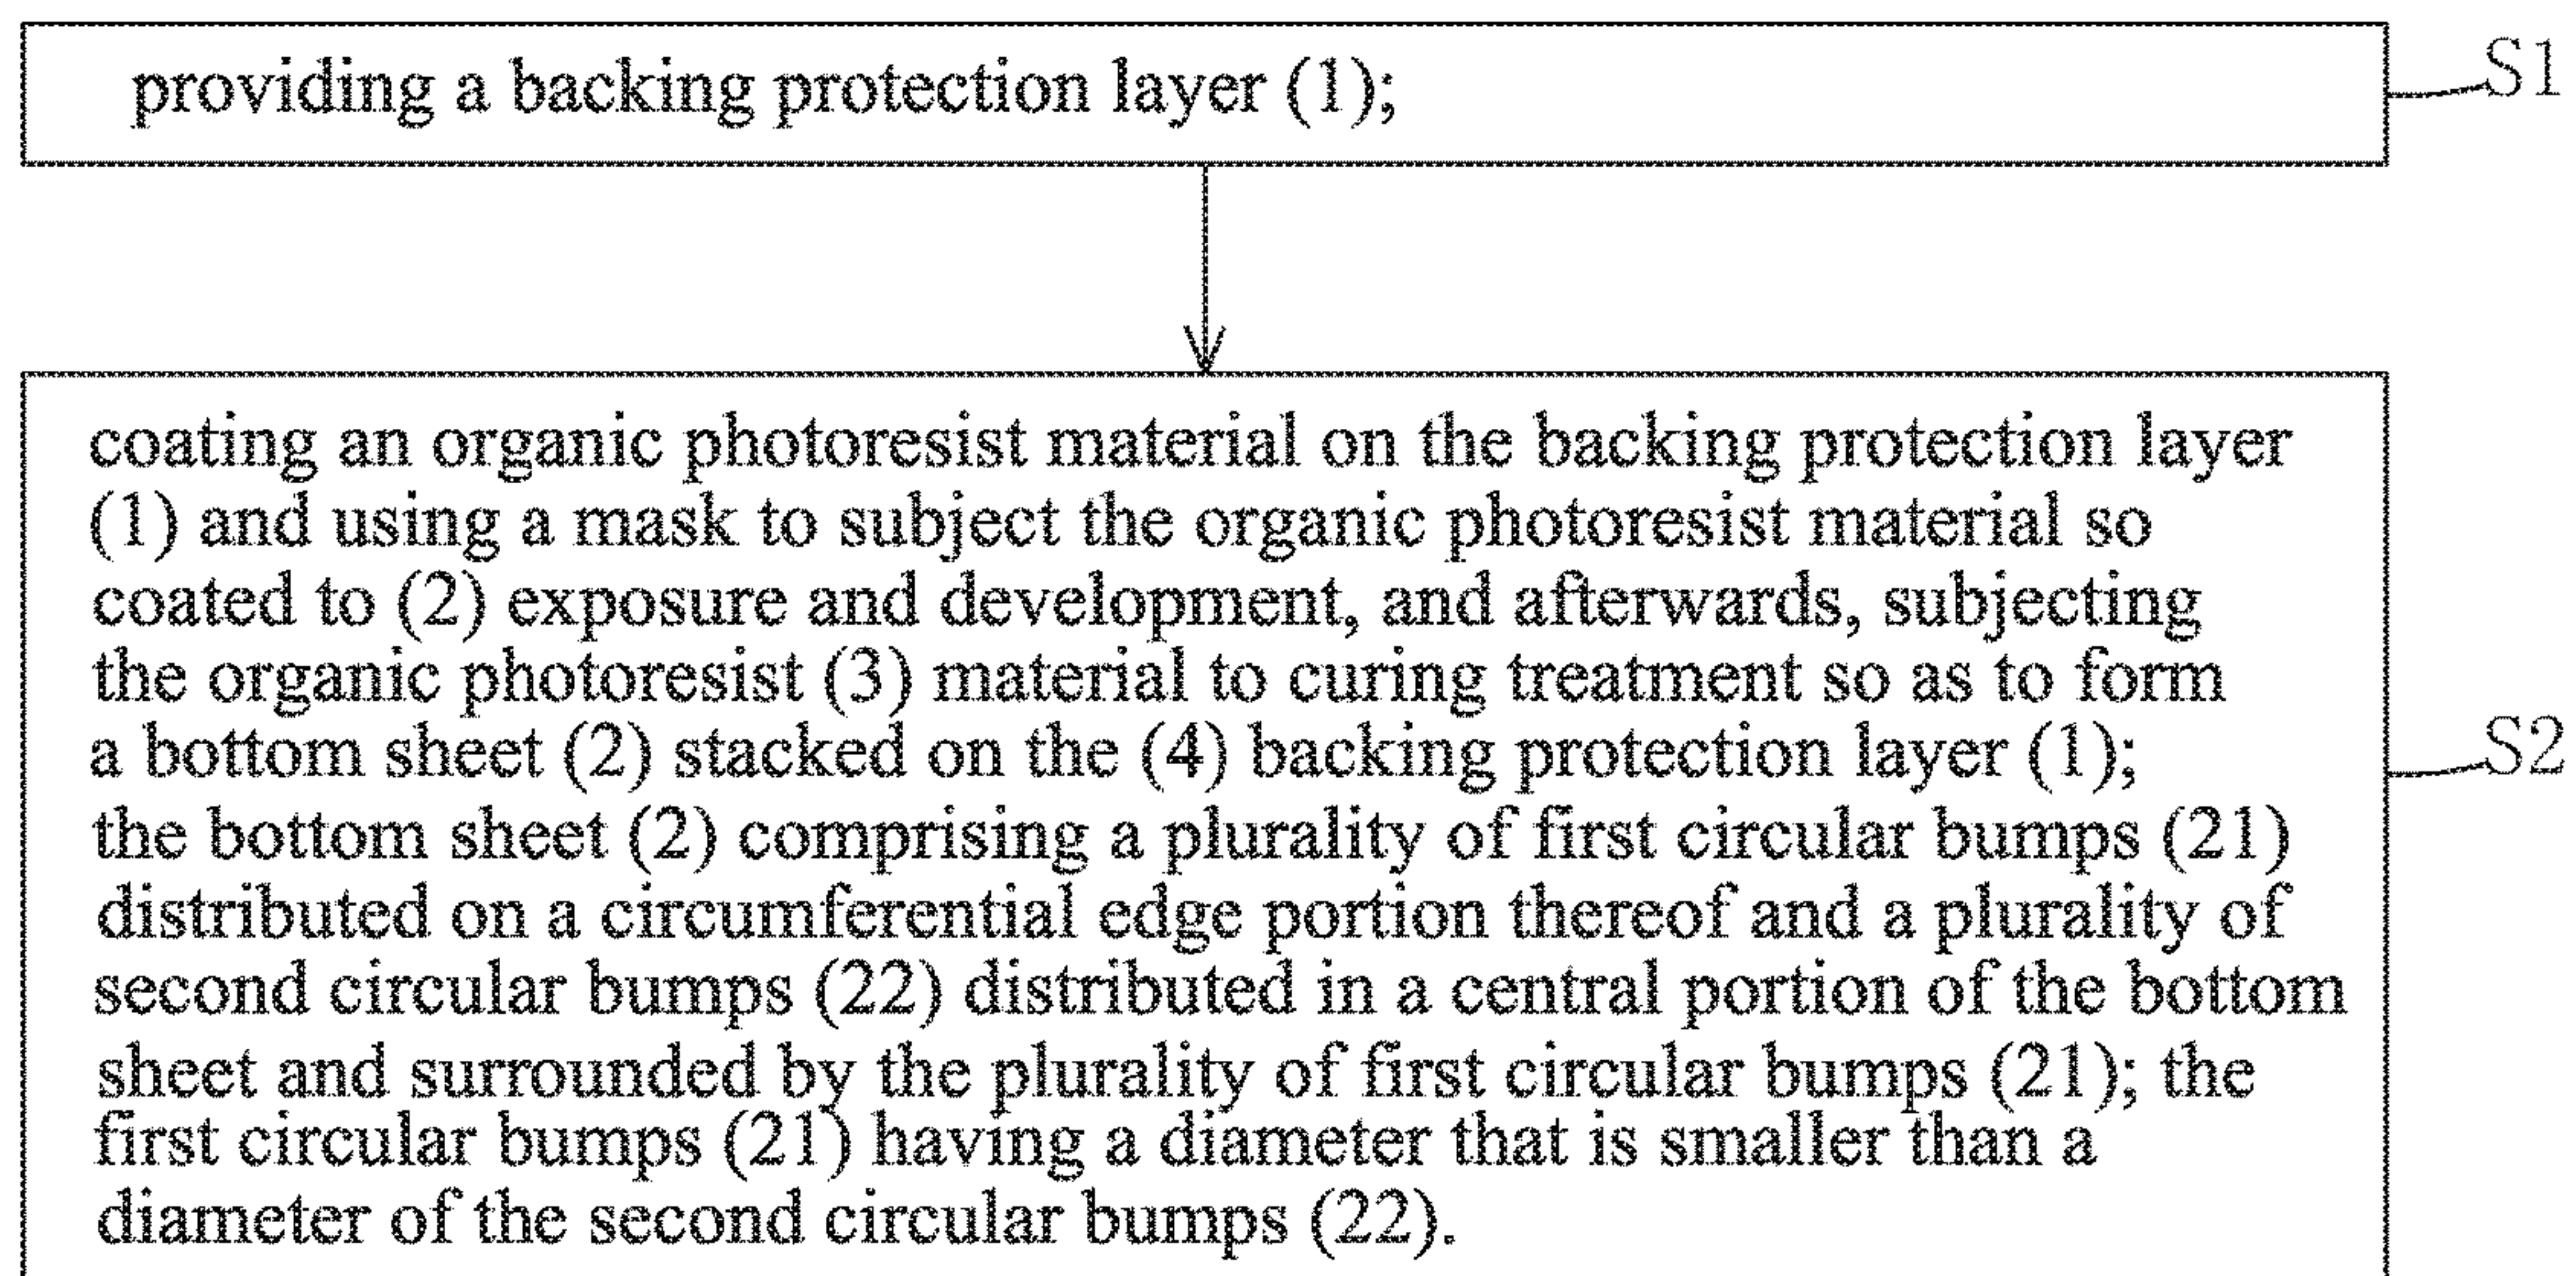 providing a backing protection layer (1);
S1
coating an organic photoresist material on the backing protection layer
(1) and using a mask to subject the organic photoresist material so
coated to (2) exposure and development, and afterwards, subjecting
the organic photoresist (3) material to curing treatment so as to form
a bottom sheet (2) stacked on the (4) backing protection layer (1);
S2
the bottom sheet (2) comprising a plurality of first circular bumps (21)
distributed on a circumferential edge portion thereof and a plurality of
second circular bumps (22) distributed in a central portion of the bottom
sheet and surrounded by the plurality of first circular bumps (21); the
first circular bumps (21) having a diameter that is smaller than a
diameter of the second circular bumps (22).